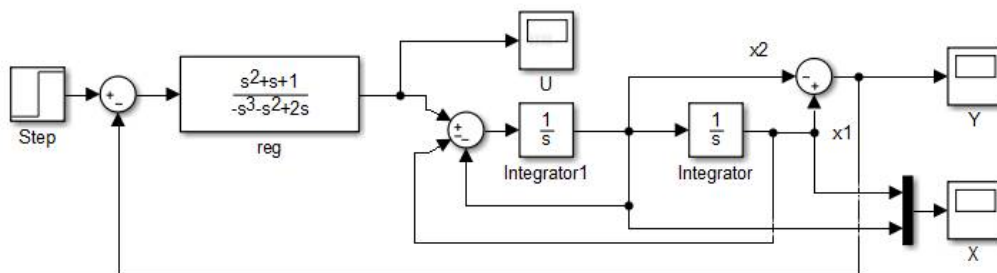 Step
+
-
s²+s+1
-s³-s²+2s
reg
U
+
-
-
1
s
Integrator1
1
s
Integrator
x2
-
+
x1
Y
X